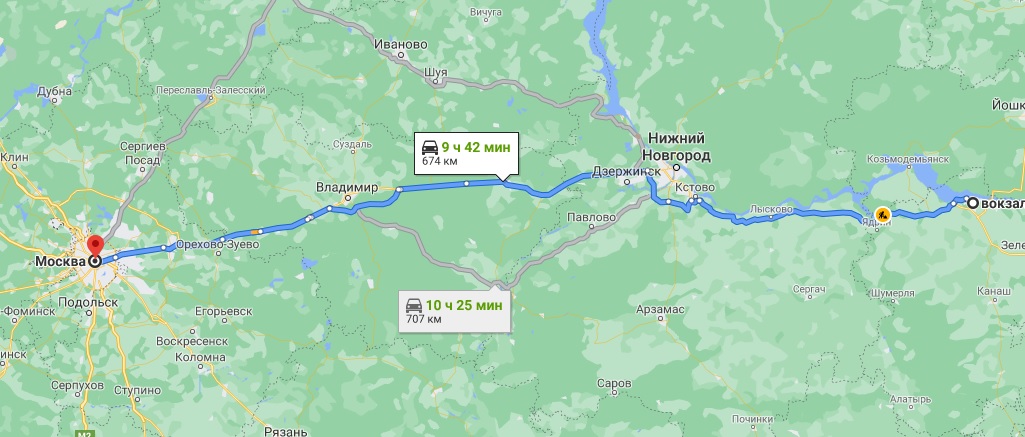 Вичуга
Иваново
Шуя
Дубна
Переславль-Залесский
Сергиев
Посад
Клин
Суздаль
9 ч 42 мин
674 км
Нижний
Новгород
Йошк
Козьмодемьянск
Дзержинск
Владимир
Кстово
вокзал
Лысково
Павлово
Ядрин
Орехово-Зуево
Москва
Зеле
10 ч 25 мин
707 км
Подольск
-Фоминск
Егорьевск
Сергач
Шумерля
Канаш
Арзамас
Воскресенск
Коломна
инск
Серпухов
Ступино
Саров
Алатырь
Починки
Рязань
М2